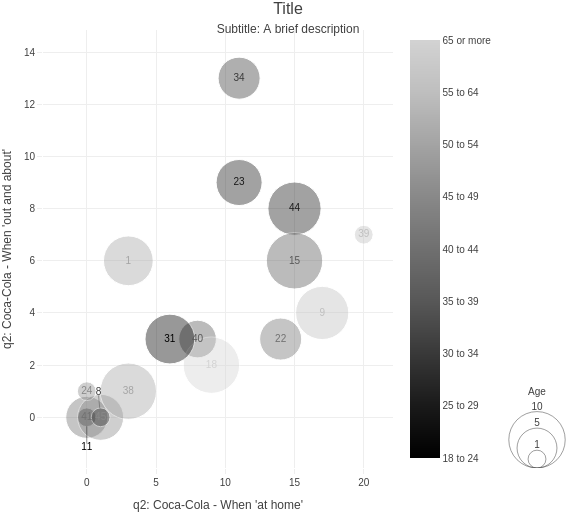 Title
Subtitle: A brief description
q2: Coca-Cola - When 'out and about'
14
12
10
8
6
4
2
0
34
23
44
39
1
15
9
31
40
22
18
24
8
38
11
0
5
10
15
20
q2: Coca-Cola - When 'at home'
65 or more
55 to 64
50 to 54
45 to 49
40 to 44
35 to 39
30 to 34
25 to 29
18 to 24
Age
10
5
1